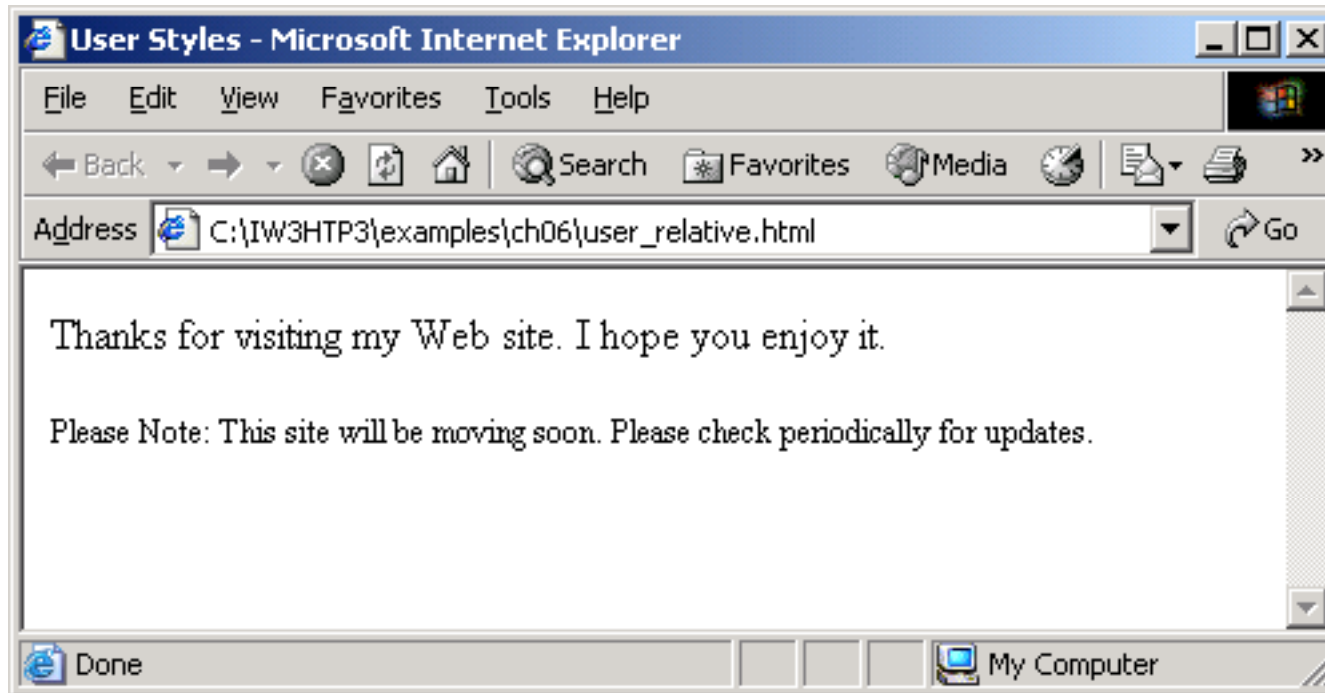 User Styles - Microsoft Internet Explorer
File Edit View Favorites Tools Help
Back Search Favorites Media »
Address C:\IW3HTP3\examples\ch06\user_relative.html Go
Thanks for visiting my Web site. I hope you enjoy it.
Please Note: This site will be moving soon. Please check periodically for updates.
Done My Computer